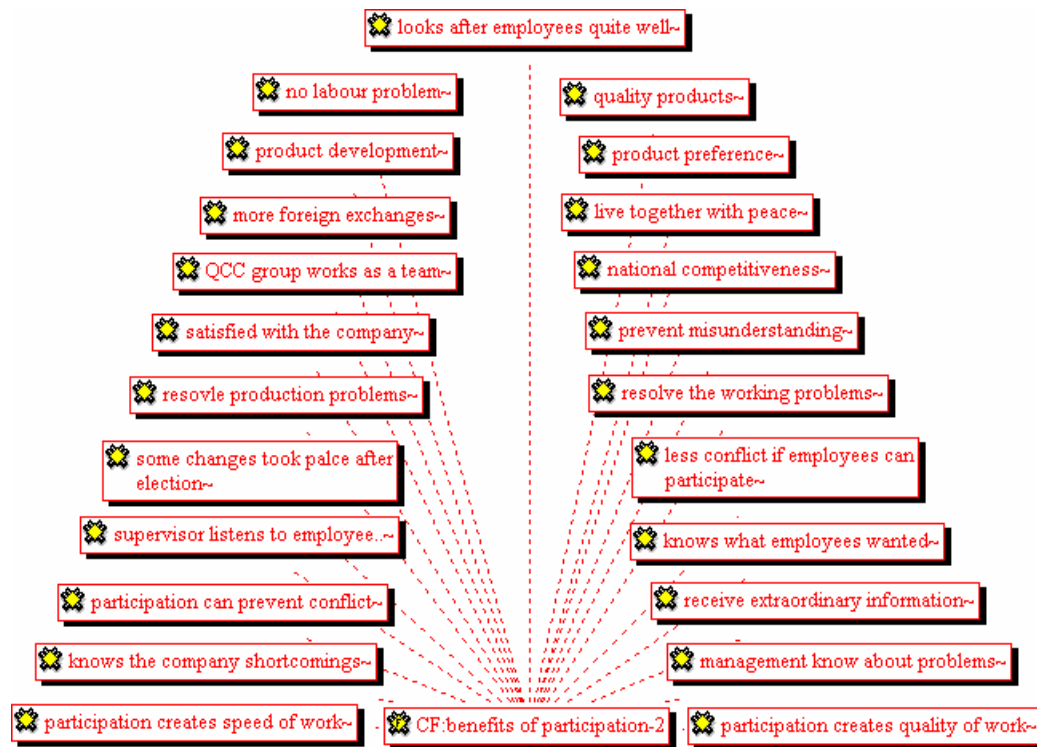 looks after employees quite well~
no labour problem~
quality products~
product development~
product preference~
more foreign exchanges~
live together with peace~
QCC group works as a team~
national competitiveness~
satisfied with the company~
prevent misunderstanding~
resovle production problems~
resolve the working problems~
some changes took palce after
election~
less conflict if employees can
participate~
supervisor listens to employee..~
knows what employees wanted~
participation can prevent conflict~
receive extraordinary information~
knows the company shortcomings~
management know about problems~
participation creates speed of work~
CF:benefits of participation-2
participation creates quality of work~